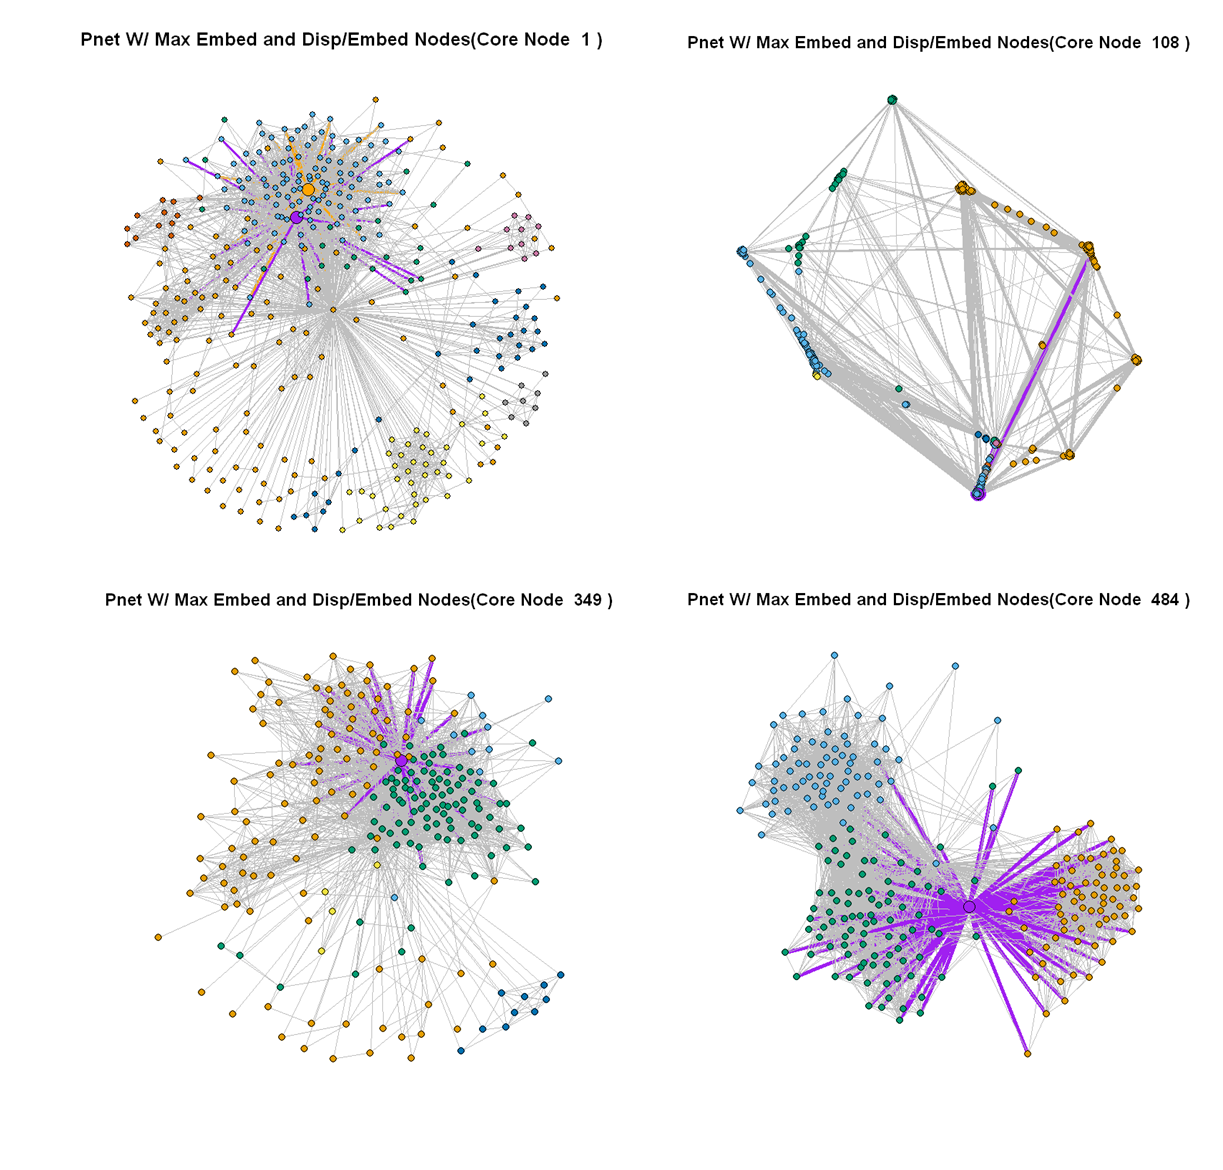 Pnet W/ Max Embed and Disp/Embed Nodes(Core Node 1 )
Pnet W/ Max Embed and Disp/Embed Nodes(Core Node 108 )
Pnet W/ Max Embed and Disp/Embed Nodes(Core Node 349 )
Pnet W/ Max Embed and Disp/Embed Nodes(Core Node 484 )